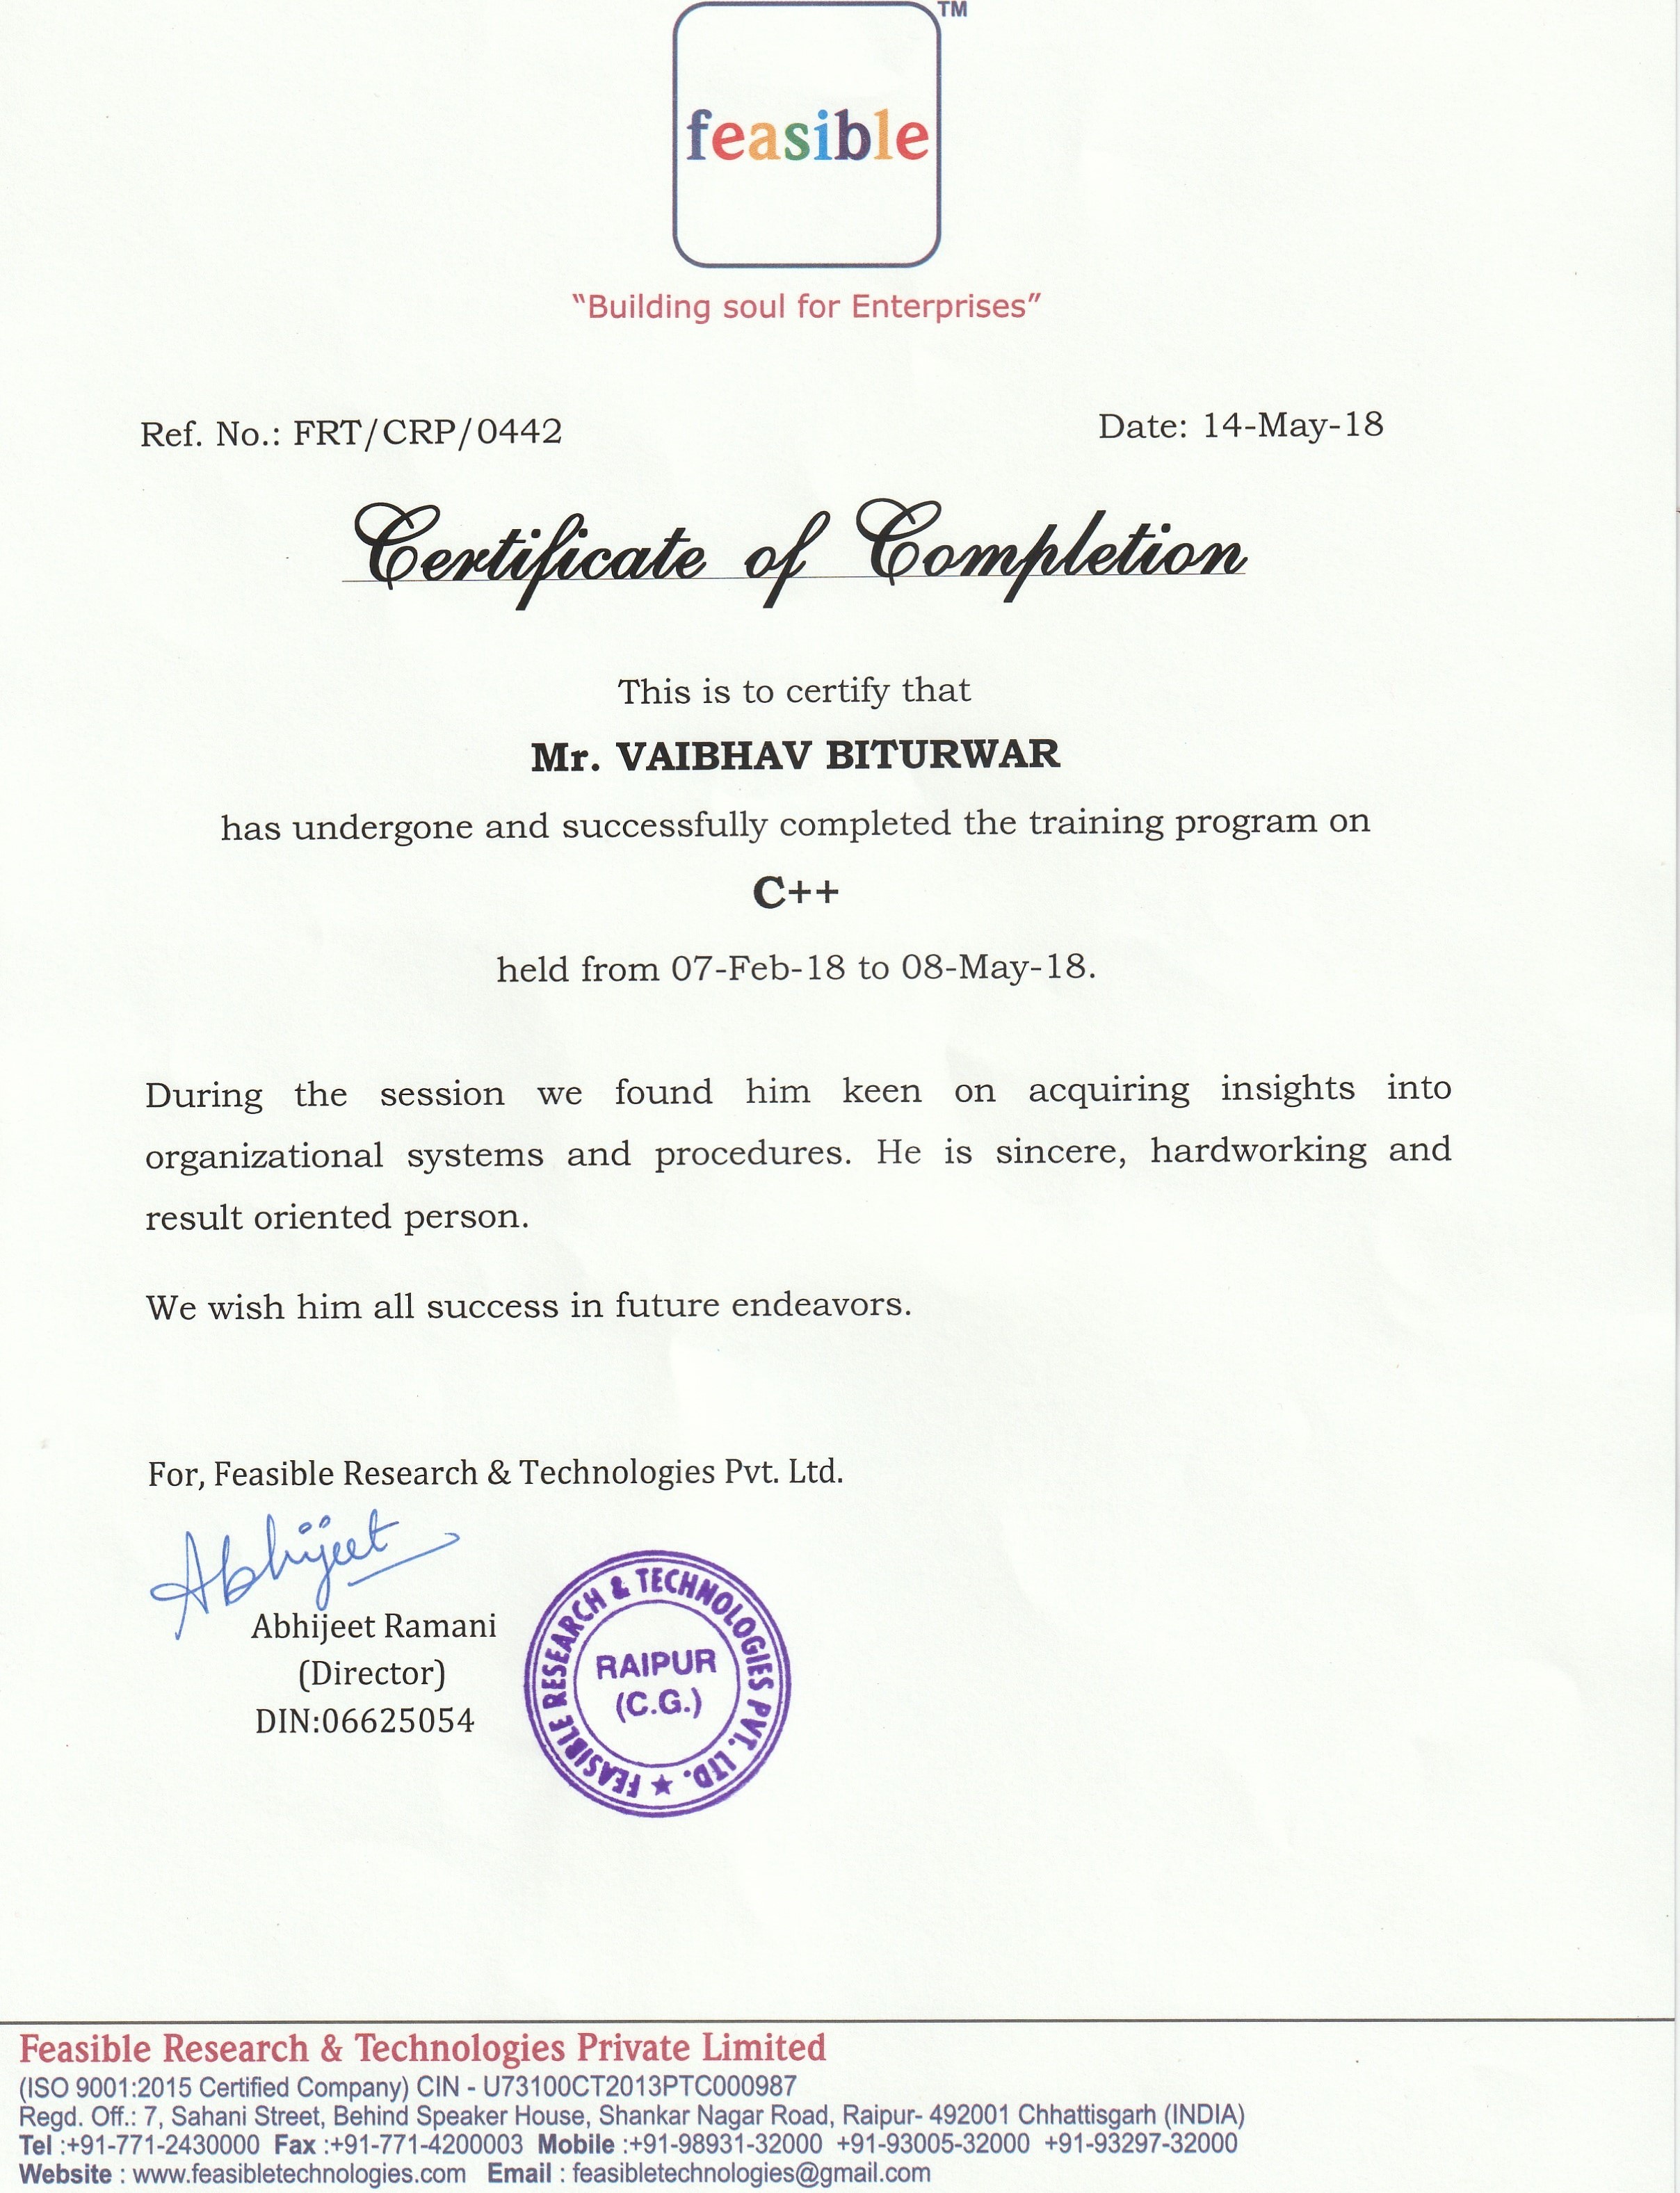 feasible TM
“Building soul for Enterprises”
Ref. No.: FRT/CRP/0442 Date: 14-May-18
Certificate of Completion
This is to certify that
Mr. VAIBHAV BITURWAR
has undergone and successfully completed the training program on
C++
held from 07-Feb-18 to 08-May-18.
During the session we found him keen on acquiring insights into
organizational systems and procedures. He is sincere, hardworking and
result oriented person.
We wish him all success in future endeavors.
For, Feasible Research & Technologies Pvt. Ltd.
Abhijeet
Abhijeet Ramani
(Director)
DIN:06625054
FEASIBLE RESEARCH & TECHNOLOGIES PVT. LTD. ★
RAIPUR
(C.G.)
Feasible Research & Technologies Private Limited
(ISO 9001:2015 Certified Company) CIN - U73100CT2013PTC000987
Regd. Off.: 7, Sahani Street, Behind Speaker House, Shankar Nagar Road, Raipur- 492001 Chhattisgarh (INDIA)
Tel :+91-771-2430000 Fax :+91-771-4200003 Mobile :+91-98931-32000 +91-93005-32000 +91-93297-32000
Website : www.feasibletechnologies.com Email : feasibletechnologies@gmail.com